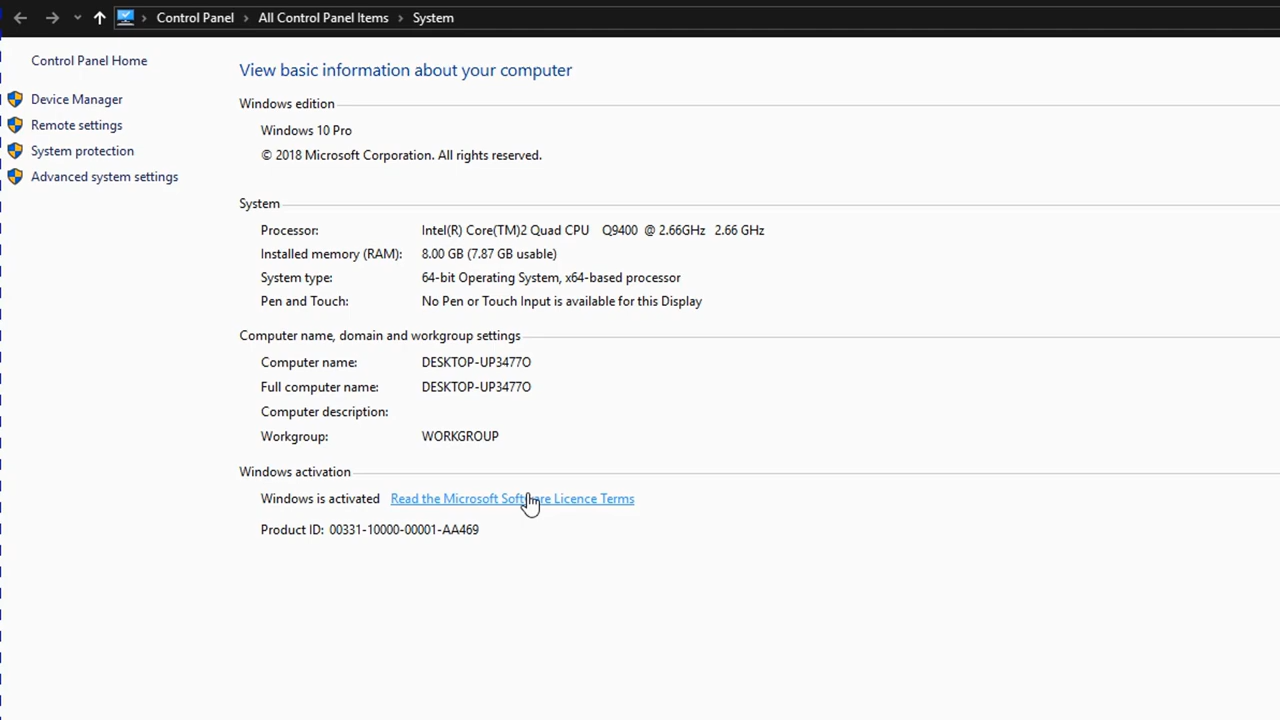 Control Panel > All Control Panel Items > System
Control Panel Home
Device Manager
Remote settings
System protection
Advanced system settings
View basic information about your computer
Windows edition
Windows 10 Pro
© 2018 Microsoft Corporation. All rights reserved.
System
Processor: Intel(R) Core(TM)2 Quad CPU Q9400 @ 2.66GHz 2.66 GHz
Installed memory (RAM): 8.00 GB (7.87 GB usable)
System type: 64-bit Operating System, x64-based processor
Pen and Touch: No Pen or Touch Input is available for this Display
Computer name, domain and workgroup settings
Computer name: DESKTOP-UP3477O
Full computer name: DESKTOP-UP3477O
Computer description:
Workgroup: WORKGROUP
Windows activation
Windows is activated Read the Microsoft Software Licence Terms
Product ID: 00331-10000-00001-AA469